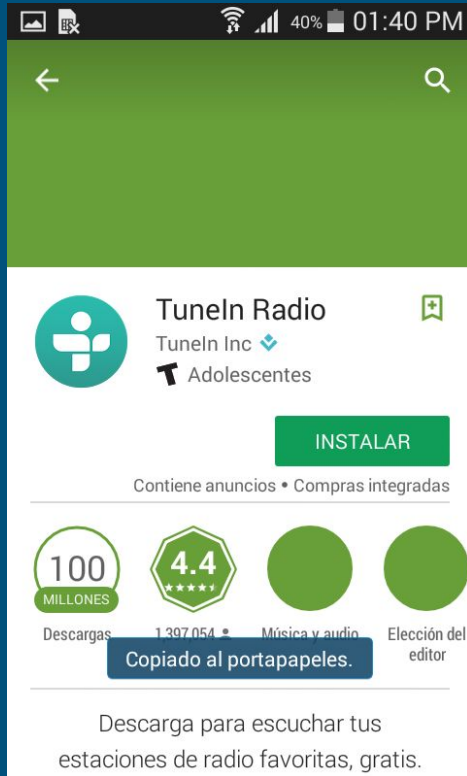 40% 01:40 PM
TuneIn Radio
TuneIn Inc
T Adolescentes
INSTALAR
Contiene anuncios • Compras integradas
100
MILLONES
4.4
Descargas
1,397,054
Música y audio
Elección del
editor
Copiado al portapapeles.
Descarga para escuchar tus
estaciones de radio favoritas, gratis.